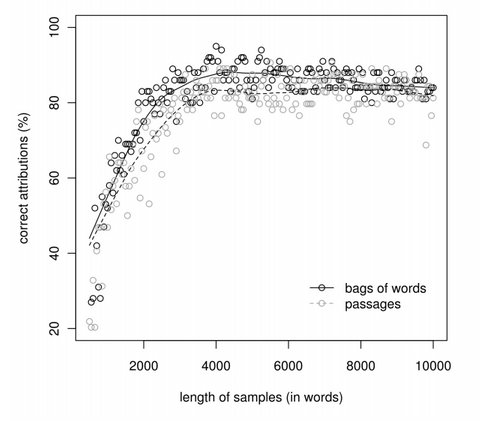 100
80
60
40
20
correct attributions (%)
bags of words
passages
2000 4000 6000 8000 10000
length of samples (in words)